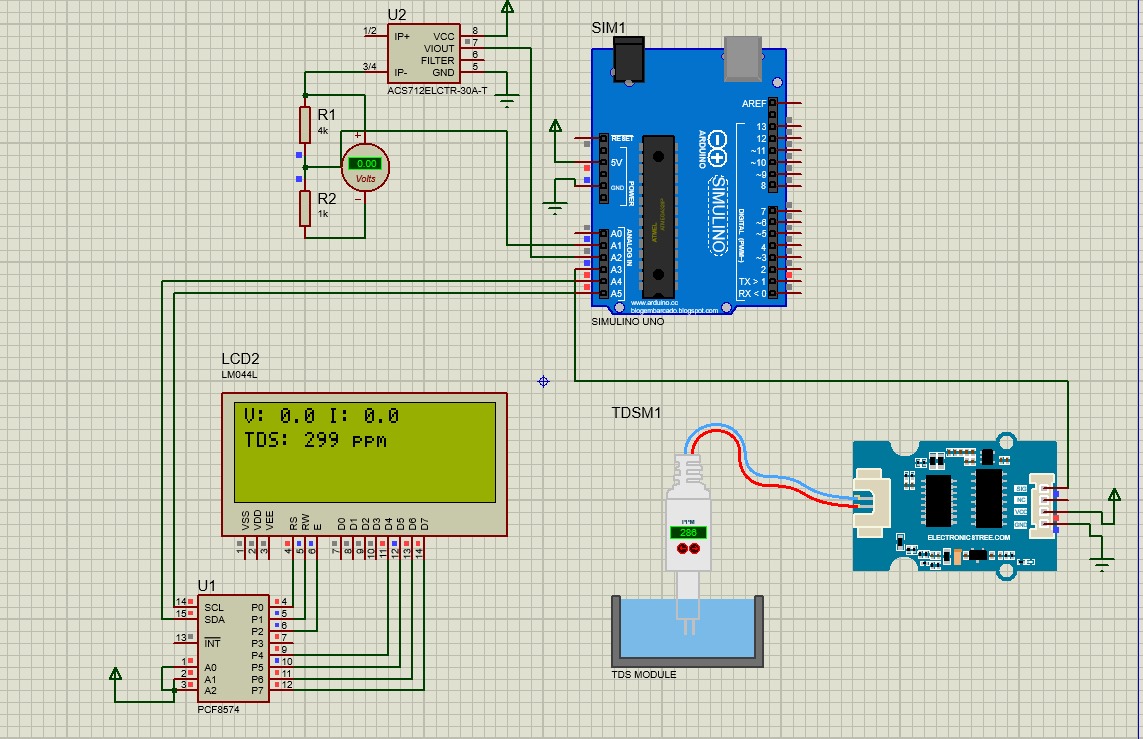 U2
1/2 IP+ VCC 8
VIOUT 7
FILTER 6
3/4 IP- GND 5
ACS712ELCTR-30A-T
R1
4k
+
0.00
Volts
−
R2
1k
SIM1
AREF
RESET
5V
GND
POWER
13
12
~11
~10
~9
8
7
~6
~5
4
~3
2
TX > 1
RX < 0
ARDUINO
SIMULINO
DIGITAL (PWM~)
ATMEL
A0
A1
A2
A3
A4
A5
ANALOG IN
www.arduino.cc
blogembarcado.blogspot.com
SIMULINO UNO
LCD2
LM044L
V: 0.0 I: 0.0
TDS: 299 PPM
VSS VDD VEE RS RW E D0 D1 D2 D3 D4 D5 D6 D7
1 2 3 4 5 6 7 8 9 10 11 12 13 14
TDSM1
PPM
286
TDS MODULE
SIG
NC
VCC
GND
ELECTRONICSTREE.COM
U1
14 SCL P0 4
15 SDA P1 5
P2 6
13 INT P3 7
P4 9
1 A0 P5 10
2 A1 P6 11
3 A2 P7 12
PCF8574